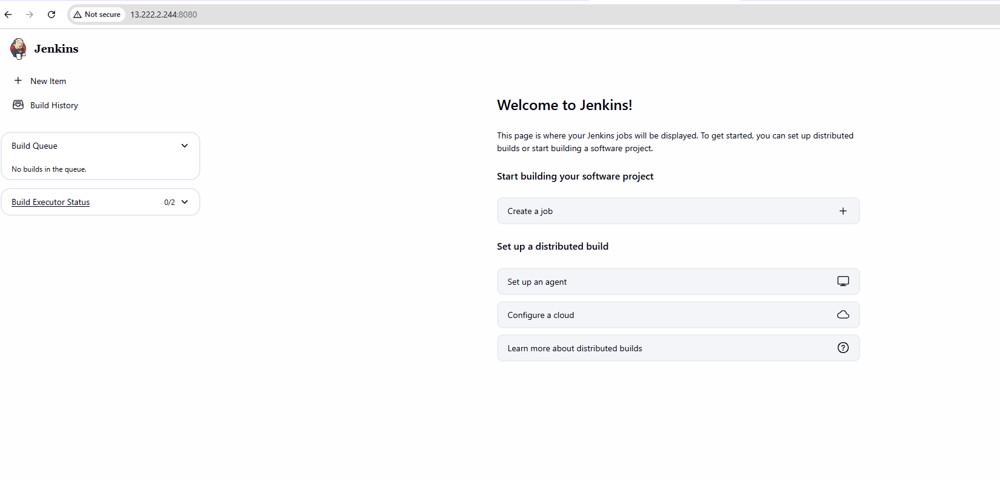 Not secure 13.222.2.244:8080
Jenkins
New Item
Build History
Build Queue
No builds in the queue.
Build Executor Status 0/2
Welcome to Jenkins!
This page is where your Jenkins jobs will be displayed. To get started, you can set up distributed
builds or start building a software project.
Start building your software project
Create a job
Set up a distributed build
Set up an agent
Configure a cloud
Learn more about distributed builds